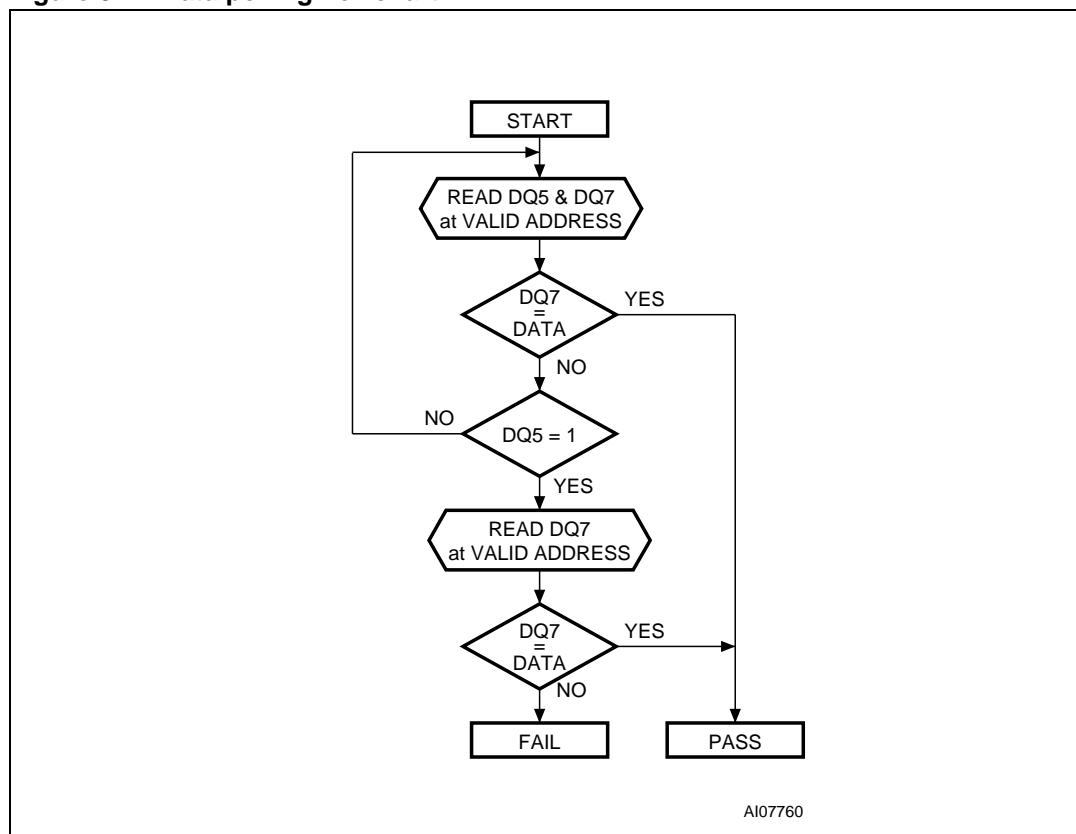 START
READ DQ5 & DQ7
at VALID ADDRESS
DQ7
=
DATA
YES
NO
DQ5 = 1
NO
YES
READ DQ7
at VALID ADDRESS
DQ7
=
DATA
YES
NO
FAIL
PASS
AI07760